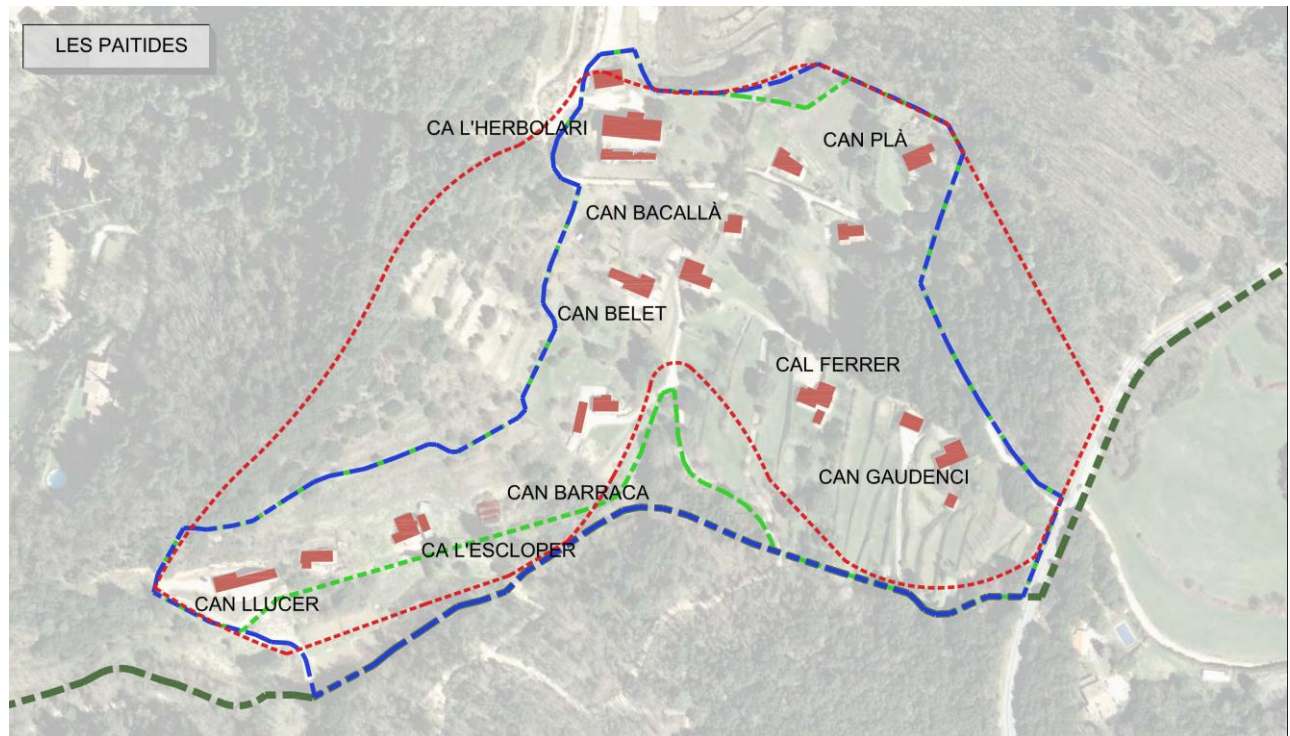 LES PAITIDES
CA L'HERBOLARI
CAN PLÀ
CAN BACALLÀ
CAN BELET
CAL FERRER
CAN GAUDENCI
CAN BARRACA
CA L'ESCLOPER
CAN LLUCER